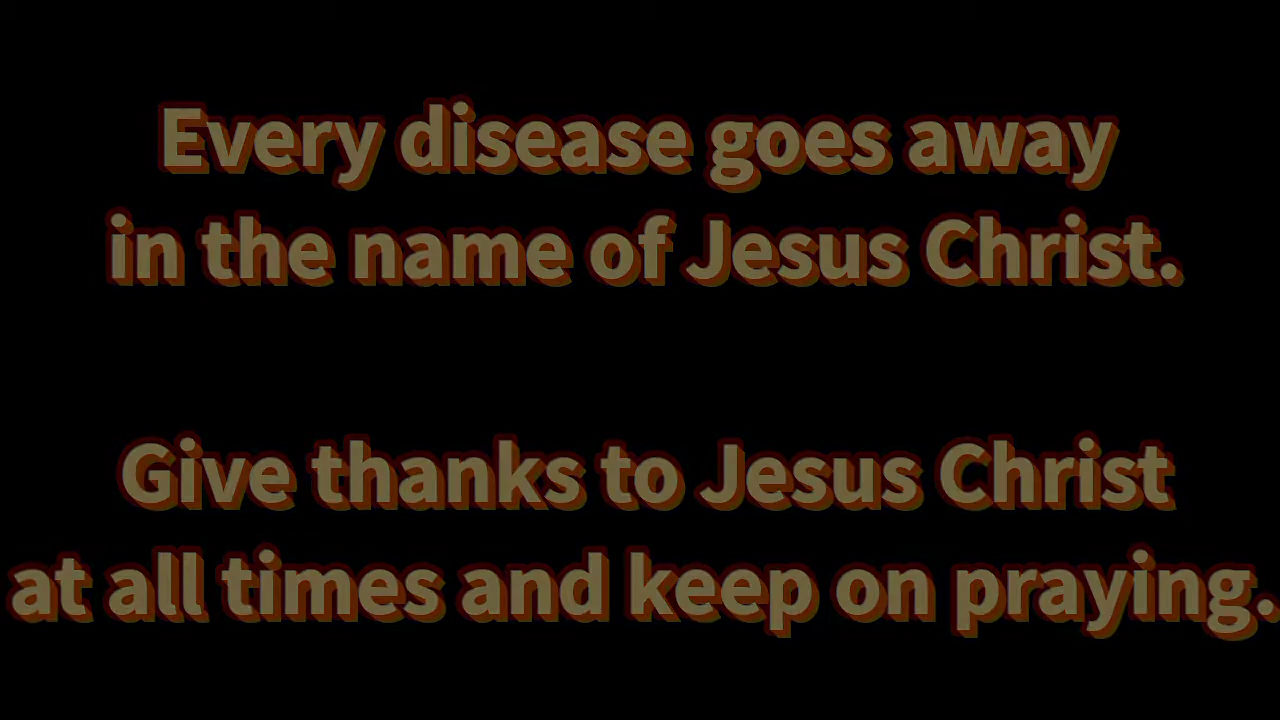 Every disease goes away
in the name of Jesus Christ.
Give thanks to Jesus Christ
at all times and keep on praying.